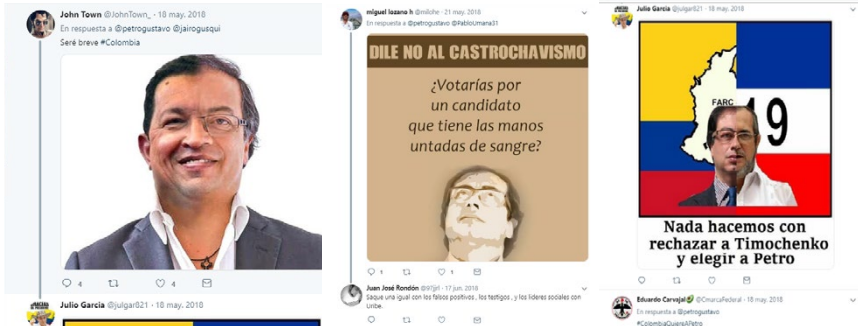 John Town @JohnTown_ · 18 may. 2018
En respuesta a @petrogustavo @jairogusqui
Seré breve #Colombia
4
4
Julio Garcia @julgar821 · 18 may. 2018
miguel lozano h @milohe · 21 may. 2018
En respuesta a @petrogustavo @PabloUmana31
DILE NO AL CASTROCHAVISMO
¿Votarías por
un candidato
que tiene las manos
untadas de sangre?
1
1
Juan José Rondón · 17 jun. 2018
Saque una igual con los falsos positivos , los testigos , y los lideres sociales con
Uribe.
Julio Garcia @julgar821 · 18 may. 2018
FARC
19
Nada hacemos con
rechazar a Timochenko
y elegir a Petro
Eduardo Carvajal @CmarcaFederal · 18 may. 2018
En respuesta a @petrogustavo
#ColombiaQuiereAPetro